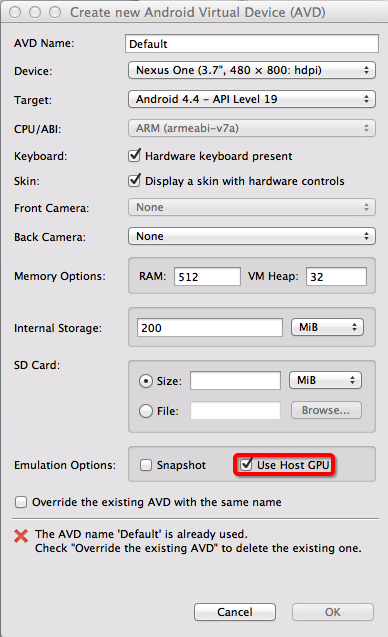 Create new Android Virtual Device (AVD)
AVD Name: Default
Device: Nexus One (3.7", 480 × 800: hdpi)
Target: Android 4.4 – API Level 19
CPU/ABI: ARM (armeabi-v7a)
Keyboard: Hardware keyboard present
Skin: Display a skin with hardware controls
Front Camera: None
Back Camera: None
Memory Options: RAM: 512 VM Heap: 32
Internal Storage: 200 MiB
SD Card:
Size: MiB
File: Browse...
Emulation Options: Snapshot Use Host GPU
Override the existing AVD with the same name
The AVD name 'Default' is already used.
Check "Override the existing AVD" to delete the existing one.
Cancel OK